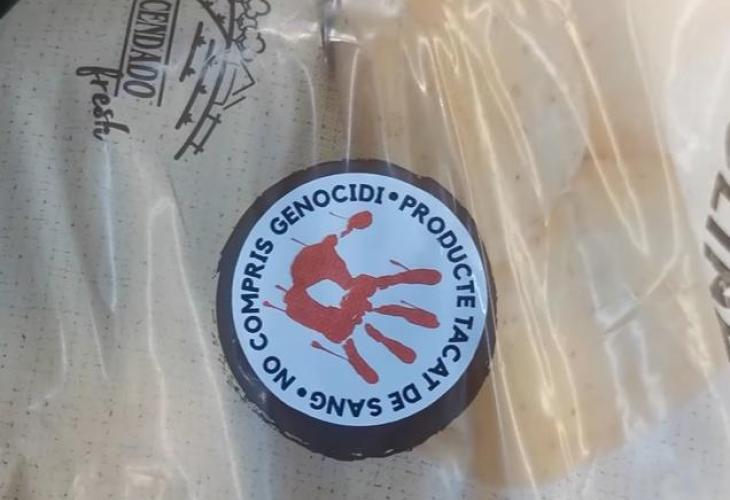 CENDADO
fresh
NO COMPRIS GENOCIDI • PRODUCTE TACAT DE SANG •